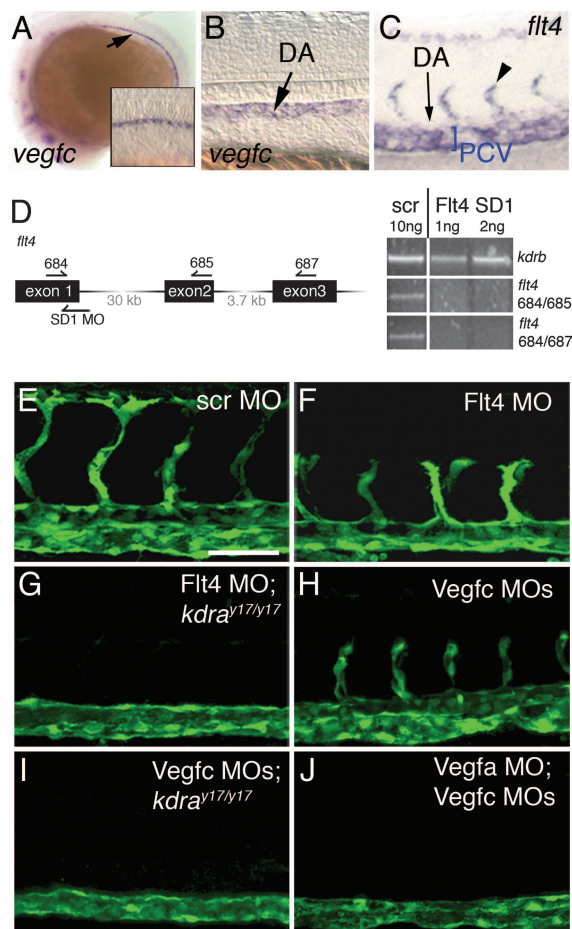 A
vegfc
B
DA
vegfc
C
flt4
DA
PCV
D
flt4
684
685
687
exon 1
exon2
exon3
30 kb
3.7 kb
SD1 MO
scr Flt4 SD1
10ng 1ng 2ng
kdrb
flt4
684/685
flt4
684/687
E
scr MO
F
Flt4 MO
G
Flt4 MO;
kdra^y17/y17
H
Vegfc MOs
I
Vegfc MOs;
kdra^y17/y17
J
Vegfa MO;
Vegfc MOs